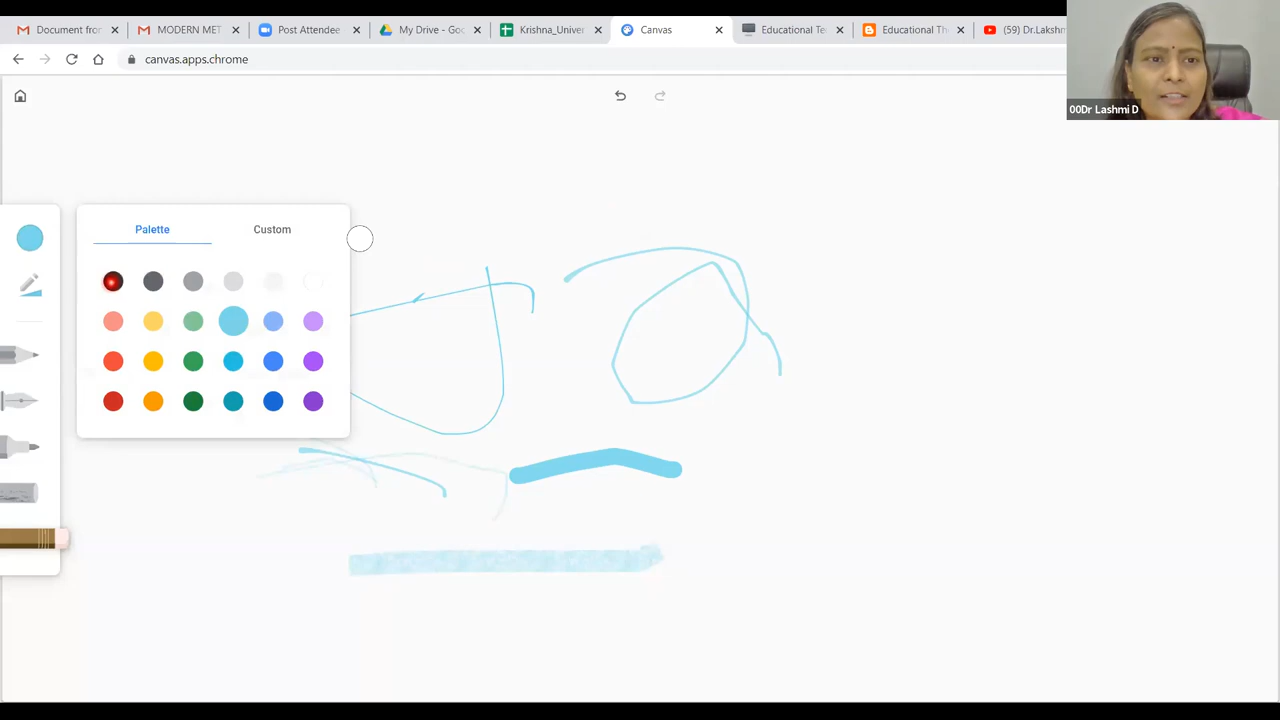 Document fror
MODERN MET
Post Attendee
My Drive - Goo
Krishna_Univer
Canvas
Educational Te
Educational Th
(59) Dr.Lakshm
canvas.apps.chrome
00Dr Lashmi D
Palette
Custom